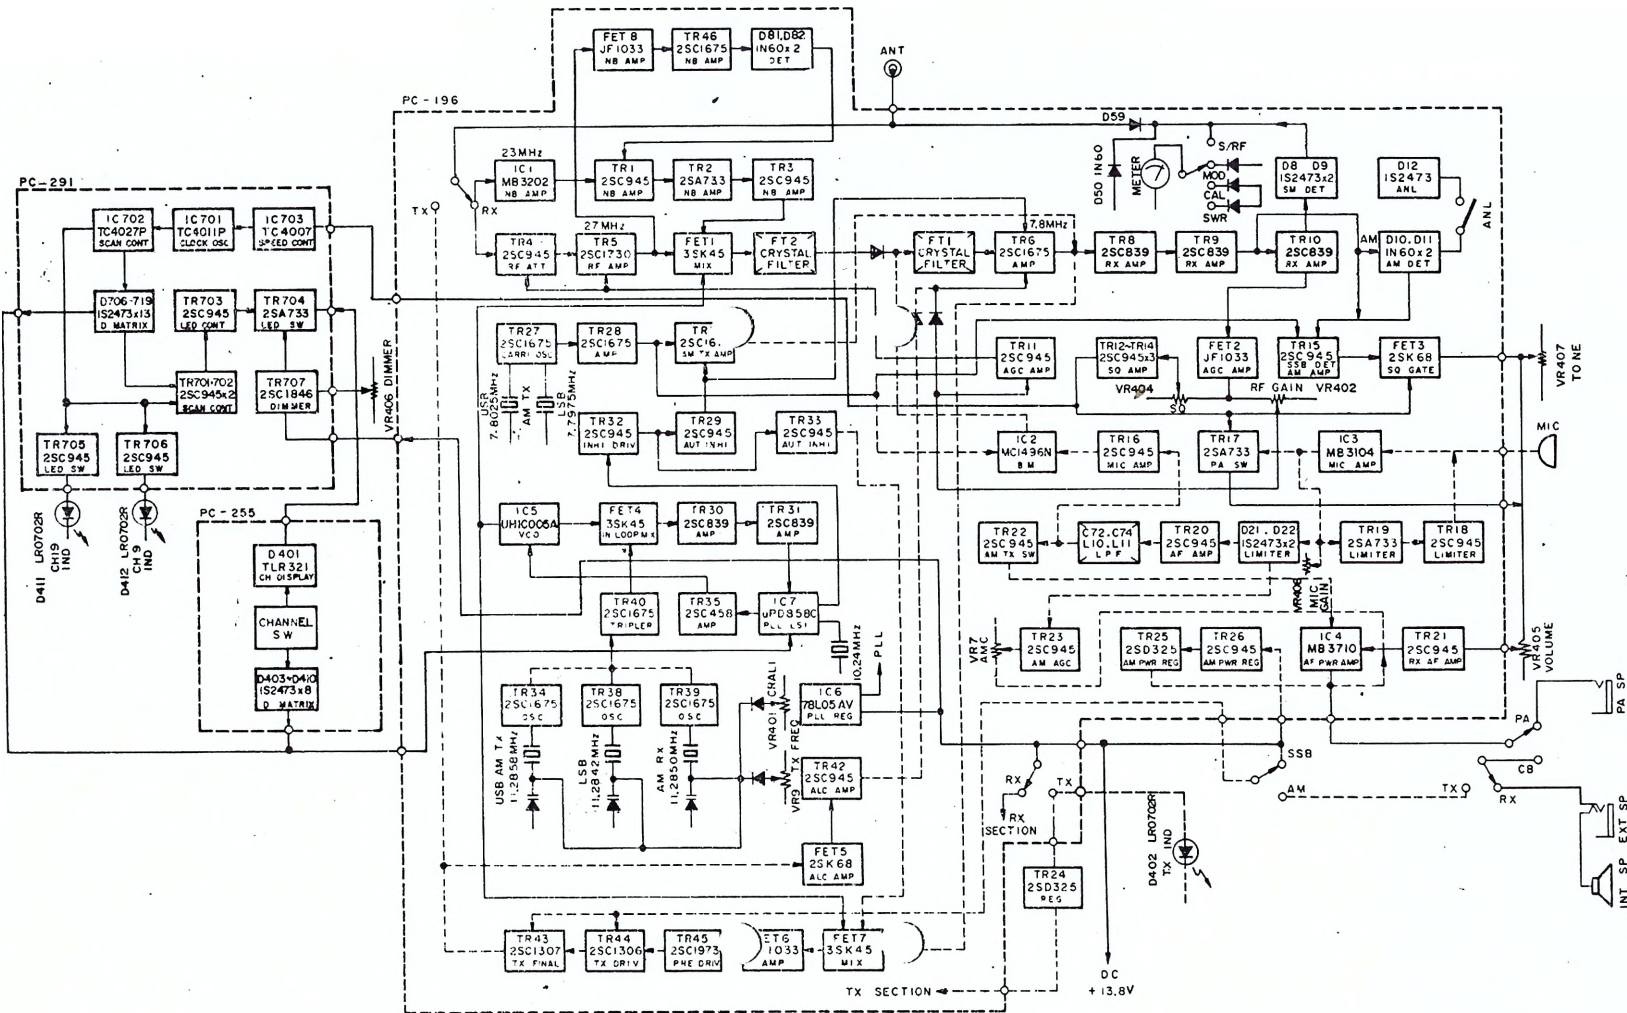 FET 8
JF1033
NB AMP
TR46
2SC1675
NB AMP
D81,D82
IN60x2
DET
ANT
PC-196
D59
23MHz
IC1
MB3202
NB AMP
TR1
2SC945
NB AMP
TR2
2SA733
NB AMP
TR3
2SC945
NB AMP
D50 IN60
METER
S/RF
MOD
CAL
SWR
D8 D9
IS2473x2
SM DET
D12
IS2473
ANL
ANL
PC-291
TX
RX
IC702
TC4027P
SCAN CONT
IC701
TC4011P
CLOCK OSC
IC703
TC4007
SPEED CONT
27MHz
TR4
2SC945
RF ATT
TR5
2SC1730
RF AMP
FET1
3SK45
MIX
FT2
CRYSTAL
FILTER
FT1
CRYSTAL
FILTER
7.8MHz
TR6
2SC1675
AMP
TR8
2SC839
RX AMP
TR9
2SC839
RX AMP
TR10
2SC839
RX AMP
AM
D10.D11
IN60x2
AM DET
D706-719
IS2473x13
D MATRIX
TR703
2SC945
LED CONT
TR704
2SA733
LED SW
TR27
2SC1675
CARRI OSC
TR28
2SC1675
AMP
TR
2SC16
AM TX AMP
TR11
2SC945
AGC AMP
TR12-TR14
2SC945x3
SQ AMP
FET2
JF1033
AGC AMP
TR15
2SC945
SSB DET
AM AMP
FET3
2SK68
SQ GATE
VR407
TONE
TR701-702
2SC945x2
SCAN CONT
TR707
2SC1846
DIMMER
VR406 DIMMER
USB
7.8025MHz
AM TX
LSB
7.7975MHz
VR404
SQ
RF GAIN VR402
TR705
2SC945
LED SW
TR706
2SC945
LED SW
TR32
2SC945
INHI DRIV
TR29
2SC945
AUT INHI
TR33
2SC945
AUT INHI
IC2
MC1496N
BM
TR16
2SC945
MIC AMP
TR17
2SA733
PA SW
IC3
MB3104
MIC AMP
MIC
D411 LR0702R
CH19
IND
D412 LR0702R
CH 9
IND
PC-255
D401
TLR321
CH DISPLAY
CHANNEL
SW
D403-D410
IS2473x8
D MATRIX
IC5
UHIC005A
VCO
FET4
3SK45
IN LOOP MIX
TR30
2SC839
AMP
TR31
2SC839
AMP
TR22
2SC945
AM TX SW
C72.C74
L10.L11
LPF
TR20
2SC945
AF AMP
D21.D22
IS2473x2
LIMITER
TR19
2SA733
LIMITER
TR18
2SC945
LIMITER
VR408
MIC
GAIN
TR40
2SC1675
TRIPLER
TR35
2SC458
AMP
IC7
uPD858C
PLL LSI
10.24MHz
PLL
VR7
AMC
TR23
2SC945
AM AGC
TR25
2SD325
AM PWR REG
TR26
2SC945
AM PWR REG
IC4
MB3710
AF PWR AMP
TR21
2SC945
RX AF AMP
VR405
VOLUME
TR34
2SC1675
OSC
TR38
2SC1675
OSC
TR39
2SC1675
OSC
VR401 CRALI
IC6
78L05AV
PLL REG
USB AM TX
11.2858MHz
LSB
11.2842MHz
AM RX
11.2850MHz
VR9 TX FREQ
TR42
2SC945
ALC AMP
FET5
2SK68
ALC AMP
RX
RX
SECTION
TX
SSB
AM
PA
PA SP
CB
TX
RX
EXT SP
INT SP
TR24
2SD325
REG
D402 LR0702R
TX IND
TR43
2SC1307
TX FINAL
TR44
2SC1306
TX DRIV
TR45
2SC1973
PRE DRIV
ET6
1033
AMP
FET7
3SK45
MIX
TX SECTION
DC
+13.8V